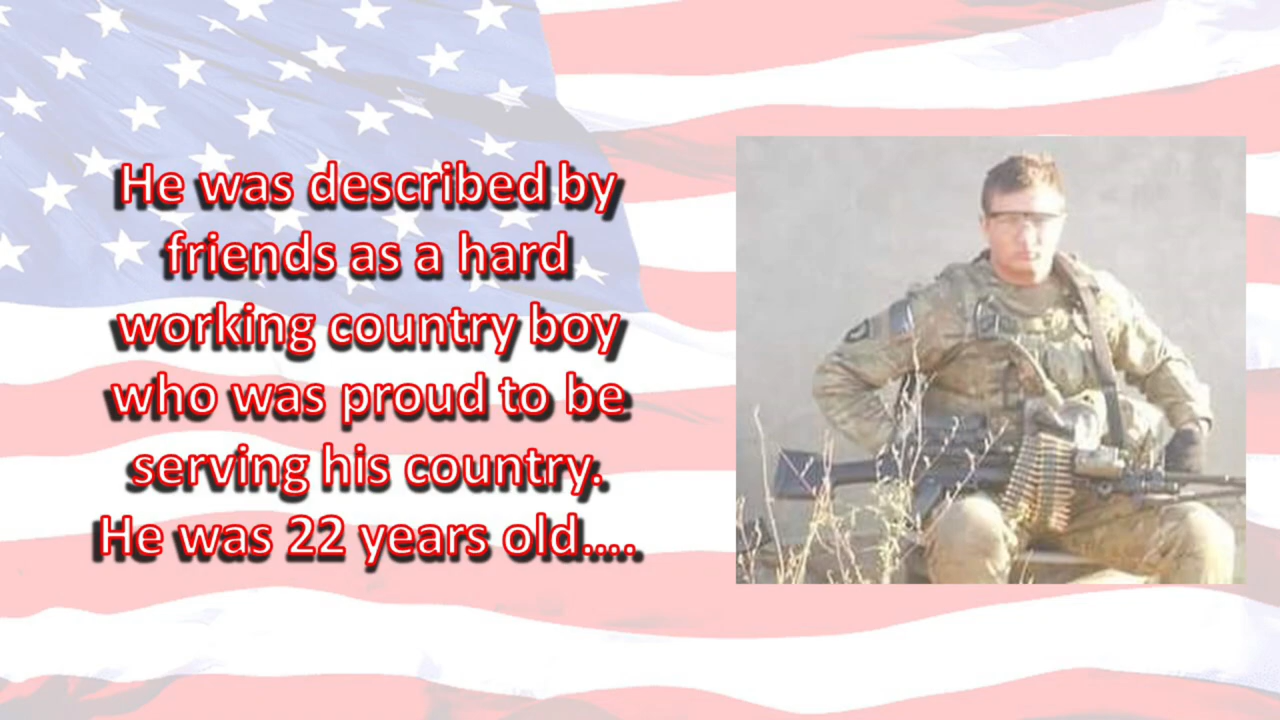 He was described by
friends as a hard
working country boy
who was proud to be
serving his country.
He was 22 years old....